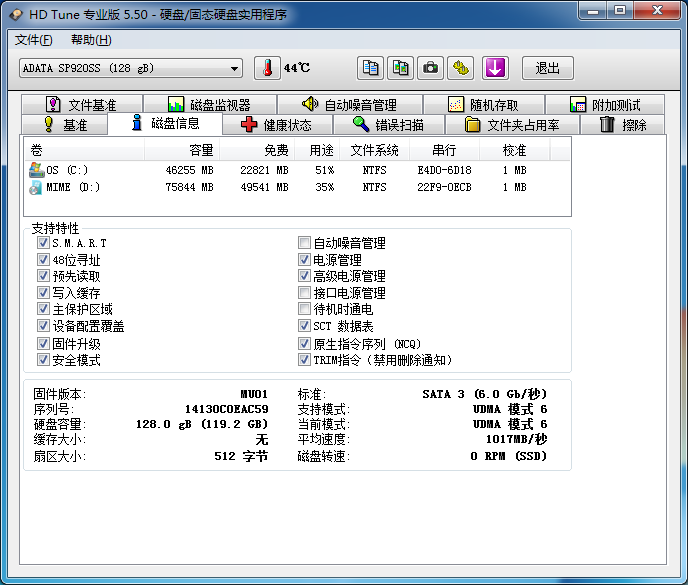 HD Tune 专业版 5.50 - 硬盘/固态硬盘实用程序
文件(F) 帮助(H)
ADATA SP920SS (128 gB) 44℃ 退出
文件基准 磁盘监视器 自动噪音管理 随机存取 附加测试
基准 磁盘信息 健康状态 错误扫描 文件夹占用率 擦除
卷 容量 免费 用途 文件系统 串行 校准
OS (C:) 46255 MB 22821 MB 51% NTFS E4D0-6D18 1 MB
MIME (D:) 75844 MB 49541 MB 35% NTFS 22F9-0ECB 1 MB
支持特性
S.M.A.R.T 自动噪音管理
48位寻址 电源管理
预先读取 高级电源管理
写入缓存 接口电源管理
主保护区域 待机时通电
设备配置覆盖 SCT 数据表
固件升级 原生指令序列 (NCQ)
安全模式 TRIM指令（禁用删除通知）
固件版本: MU01 标准: SATA 3 (6.0 Gb/秒)
序列号: 14130C0EAC59 支持模式: UDMA 模式 6
硬盘容量: 128.0 gB (119.2 GB) 当前模式: UDMA 模式 6
缓存大小: 无 平均速度: 1017MB/秒
扇区大小: 512 字节 磁盘转速: 0 RPM (SSD)